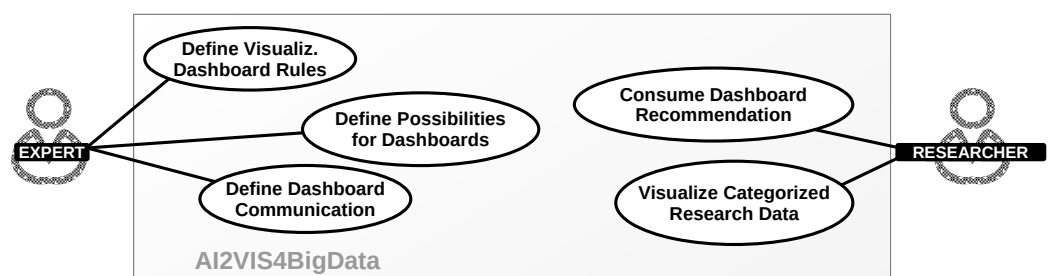 Define Visualiz.
Dashboard Rules
Define Possibilities
for Dashboards
Define Dashboard
Communication
EXPERT
Consume Dashboard
Recommendation
Visualize Categorized
Research Data
RESEARCHER
AI2VIS4BigData